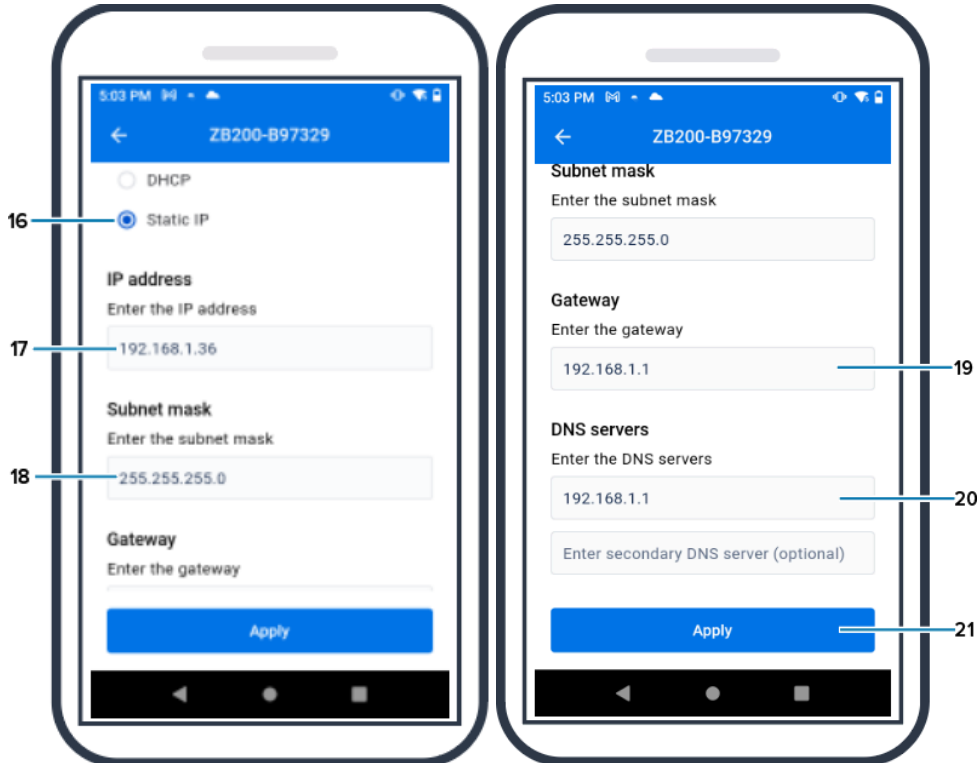 5:03 PM
ZB200-B97329
DHCP
16
Static IP
IP address
Enter the IP address
17
192.168.1.36
Subnet mask
Enter the subnet mask
18
255.255.255.0
Gateway
Enter the gateway
Apply
5:03 PM
ZB200-B97329
Subnet mask
Enter the subnet mask
255.255.255.0
Gateway
Enter the gateway
192.168.1.1
19
DNS servers
Enter the DNS servers
192.168.1.1
20
Enter secondary DNS server (optional)
Apply
21